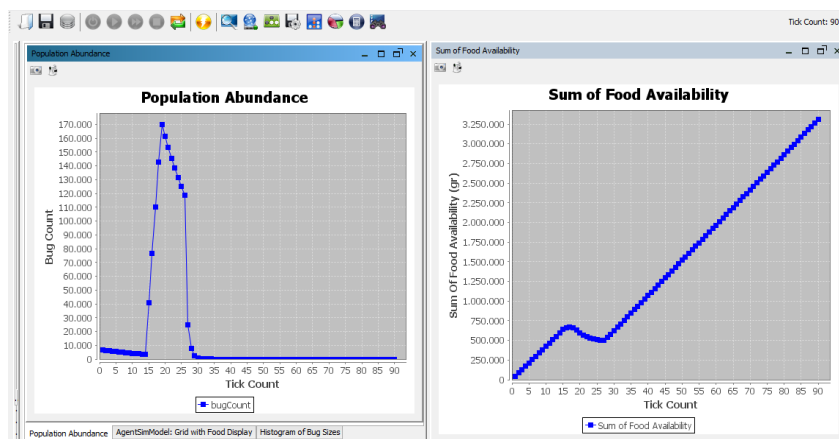 Tick Count: 90
Population Abundance
Population Abundance
170.000
160.000
150.000
140.000
130.000
120.000
110.000
100.000
90.000
80.000
70.000
60.000
50.000
40.000
30.000
20.000
10.000
0
Bug Count
0 5 10 15 20 25 30 35 40 45 50 55 60 65 70 75 80 85 90
Tick Count
bugCount
Population Abundance AgentSimModel: Grid with Food Display Histogram of Bug Sizes
Sum of Food Availability
Sum of Food Availability
3.250.000
3.000.000
2.750.000
2.500.000
2.250.000
2.000.000
1.750.000
1.500.000
1.250.000
1.000.000
750.000
500.000
250.000
0
Sum Of Food Availability (gr)
0 5 10 15 20 25 30 35 40 45 50 55 60 65 70 75 80 85 90
Tick Count
Sum of Food Availability